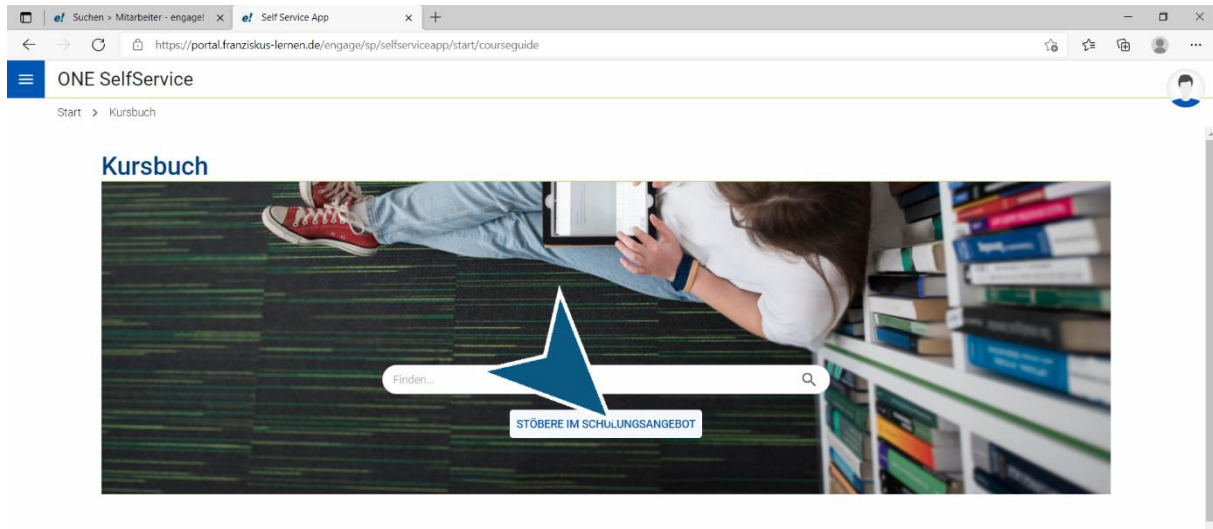 e! Suchen > Mitarbeiter - engage!
e! Self Service App
https://portal.franziskus-lernen.de/engage/sp/selfserviceapp/start/courseguide
ONE SelfService
Start > Kursbuch
Kursbuch
Finden...
STÖBERE IM SCHULUNGSANGEBOT